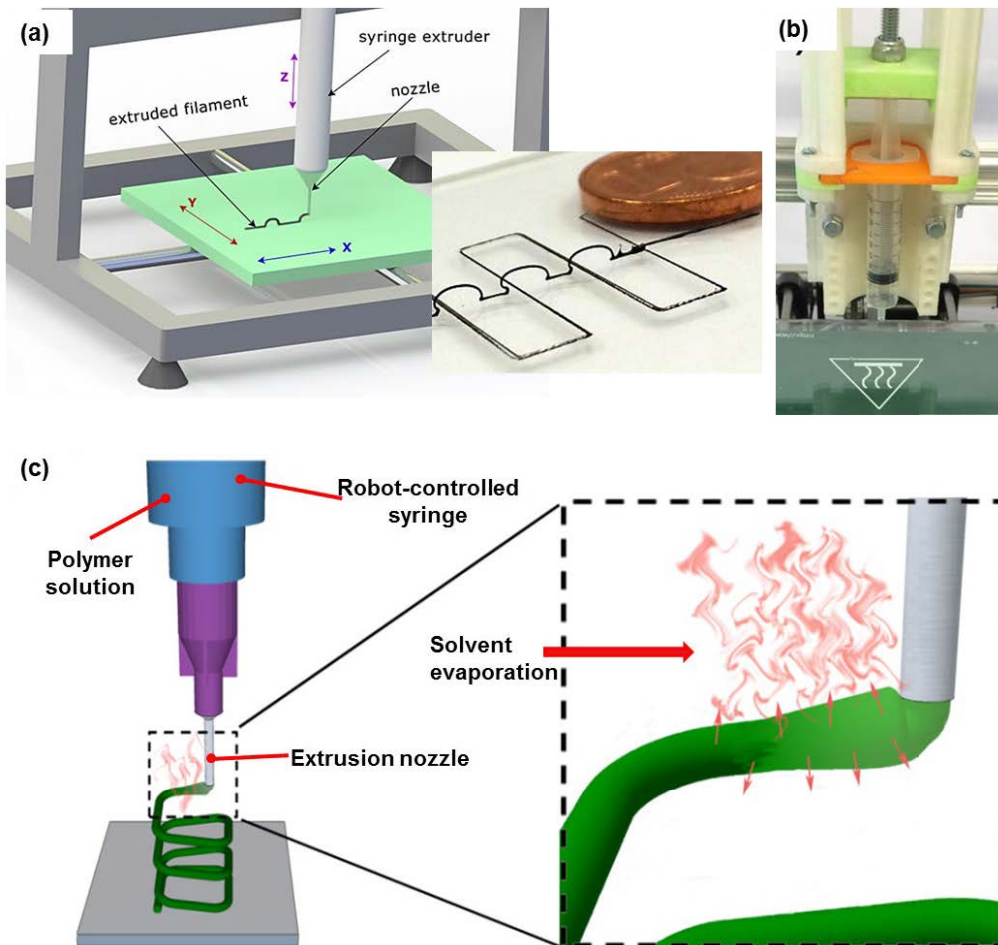 (a)
syringe extruder
z
nozzle
extruded filament
Y
X
(b)
(c)
Robot-controlled
syringe
Polymer
solution
Solvent
evaporation
Extrusion nozzle